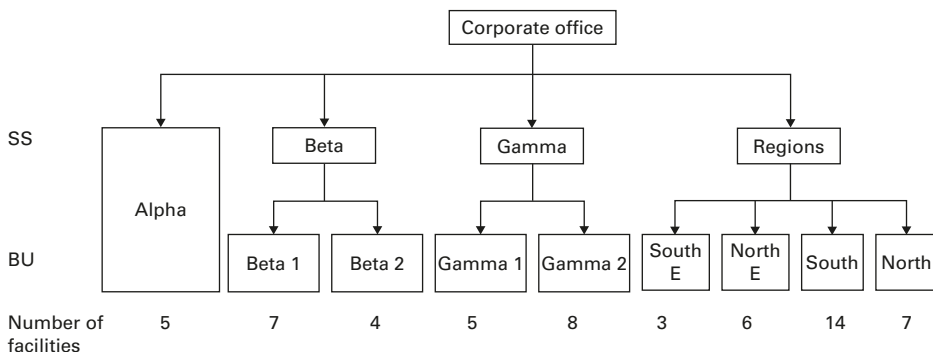 Corporate office
SS
Beta
Gamma
Regions
Alpha
BU
Beta 1
Beta 2
Gamma 1
Gamma 2
South
E
North
E
South
North
Number of
facilities
5
7
4
5
8
3
6
14
7